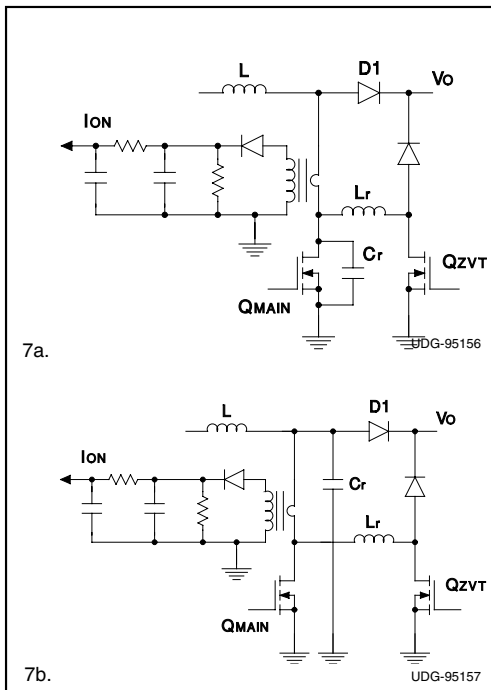 L
D1
VO
ION
Lr
Cr
QZVT
QMAIN
7a.
UDG-95156
L
D1
VO
ION
Cr
Lr
QZVT
QMAIN
7b.
UDG-95157